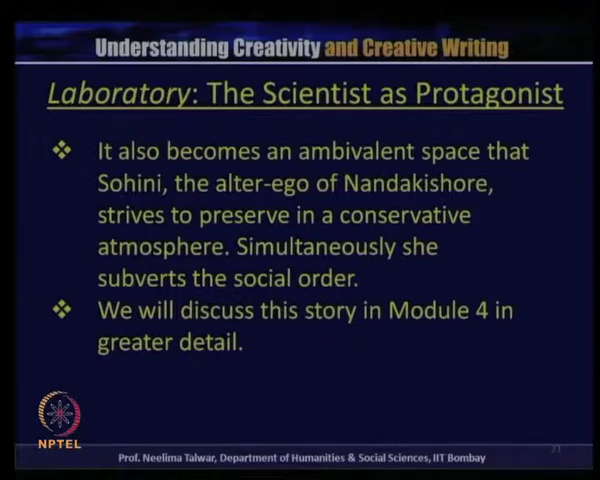 Understanding Creativity and Creative Writing
Laboratory: The Scientist as Protagonist
❖ It also becomes an ambivalent space that
Sohini, the alter-ego of Nandakishore,
strives to preserve in a conservative
atmosphere. Simultaneously she
subverts the social order.
❖ We will discuss this story in Module 4 in
greater detail.
NPTEL
Prof. Neelima Talwar, Department of Humanities & Social Sciences, IIT Bombay